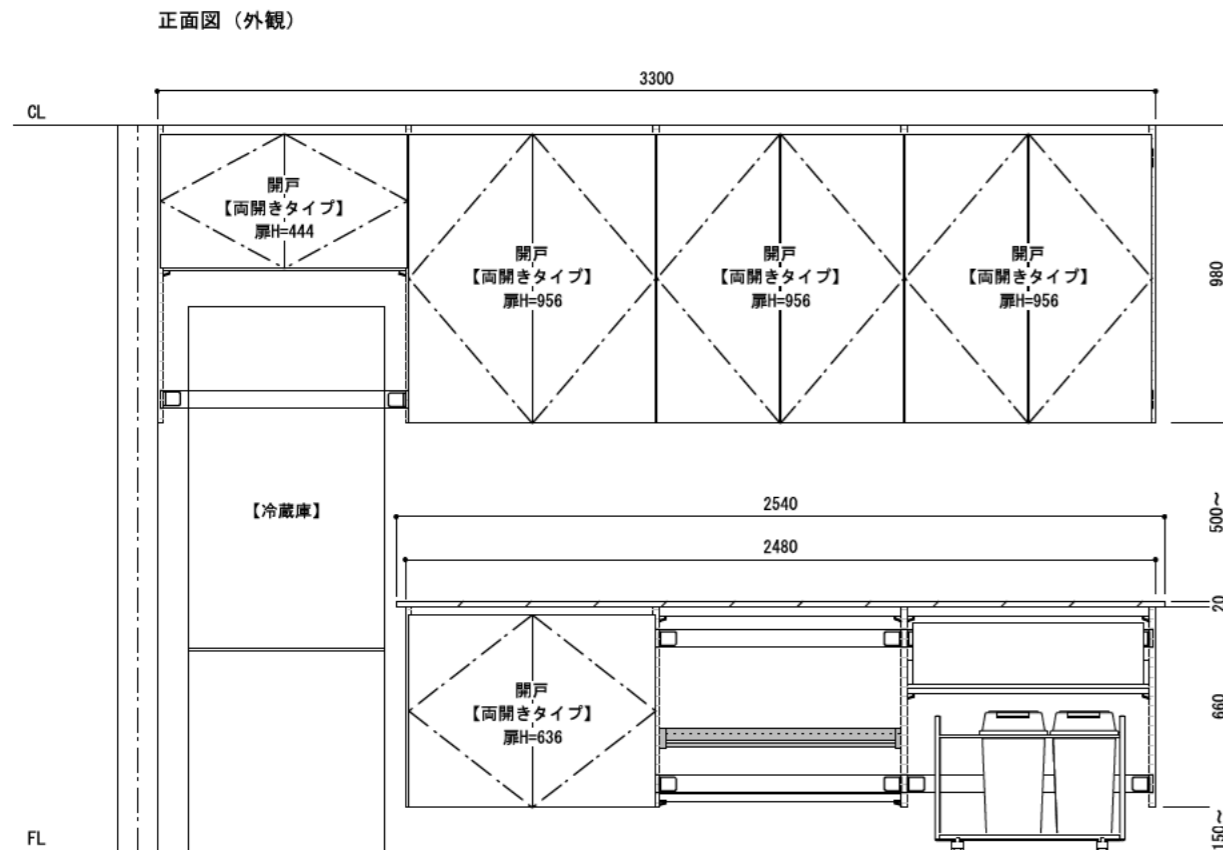 正面図（外観）
3300
CL
開戸
【両開きタイプ】
扉H=444
開戸
【両開きタイプ】
扉H=956
開戸
【両開きタイプ】
扉H=956
開戸
【両開きタイプ】
扉H=956
980
【冷蔵庫】
2540
500~
2480
20
開戸
【両開きタイプ】
扉H=636
660
FL
150~